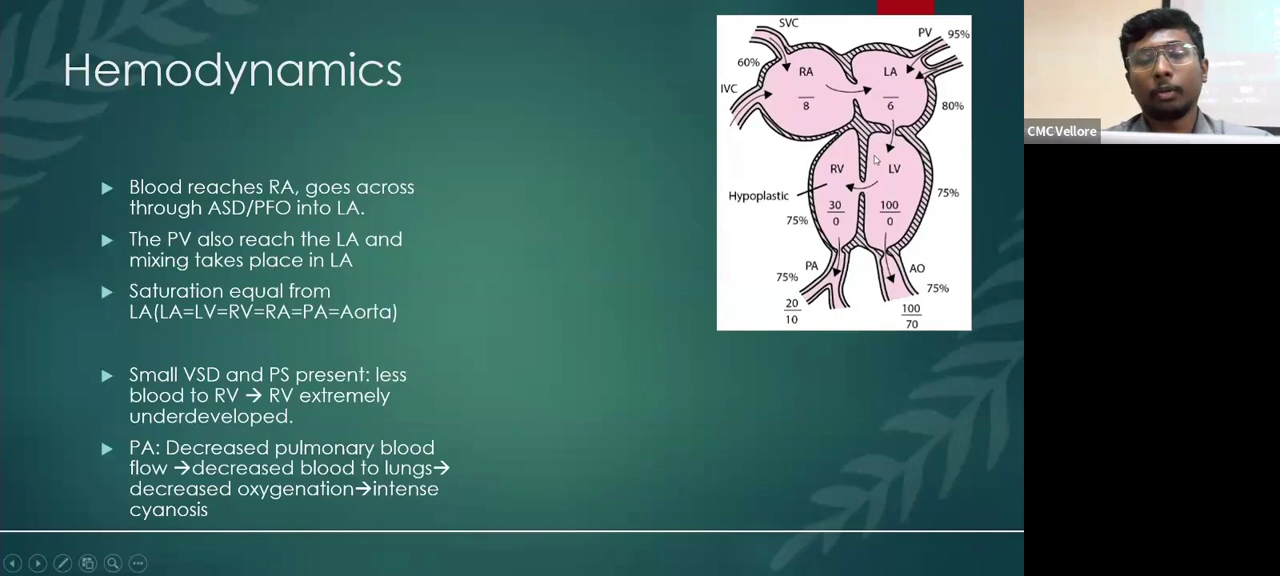 Hemodynamics
Blood reaches RA, goes across
through ASD/PFO into LA.
The PV also reach the LA and
mixing takes place in LA
Saturation equal from
LA(LA=LV=RV=RA=PA=Aorta)
Small VSD and PS present: less
blood to RV → RV extremely
underdeveloped.
PA: Decreased pulmonary blood
flow →decreased blood to lungs→
decreased oxygenation→intense
cyanosis
SVC
PV 95%
60%
RA
LA
IVC
8
6
80%
RV
LV
Hypoplastic
75%
30
0
100
0
75%
PA
AO
75%
75%
20
10
100
70
CMC Vellore